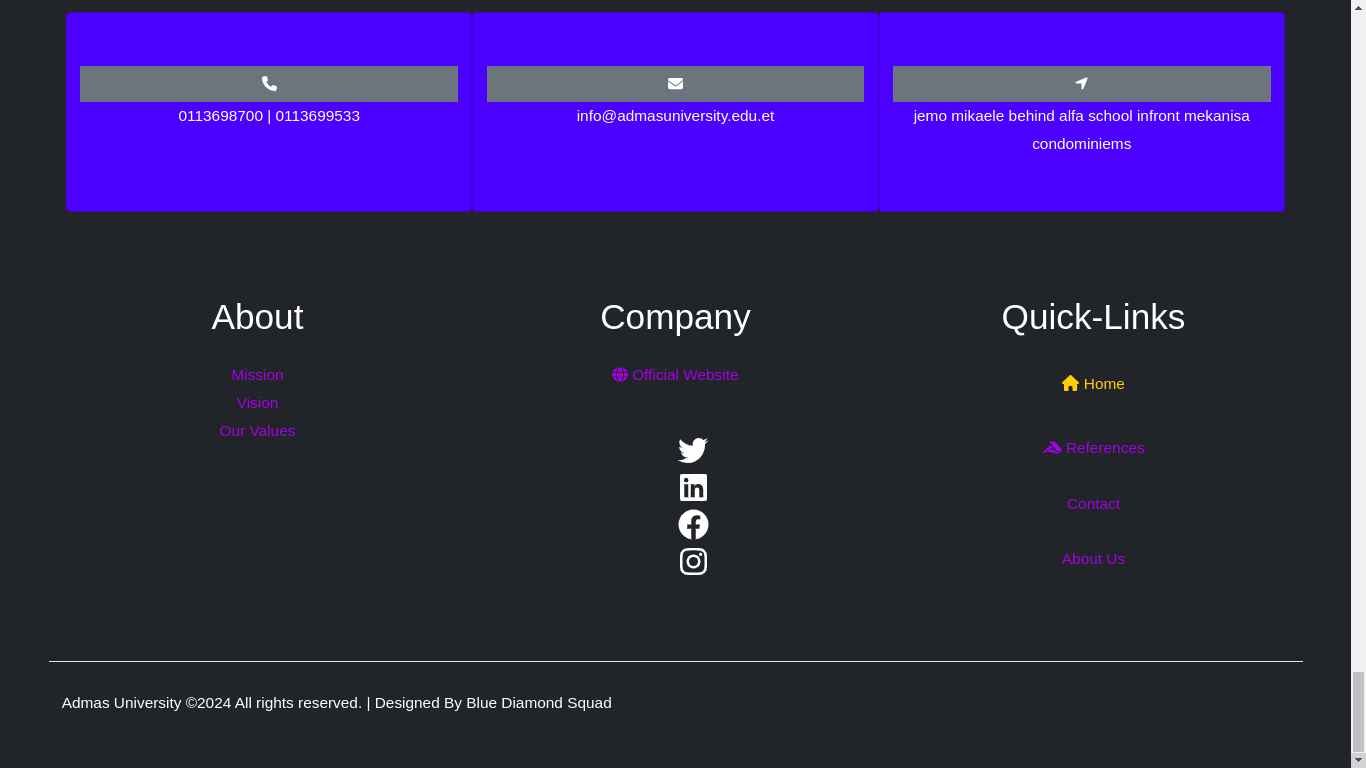 0113698700 | 0113699533
info@admasuniversity.edu.et
jemo mikaele behind alfa school infront mekanisa
condominiems
About
Mission
Vision
Our Values
Company
Official Website
Quick-Links
Home
References
Contact
About Us
Admas University ©2024 All rights reserved. | Designed By Blue Diamond Squad